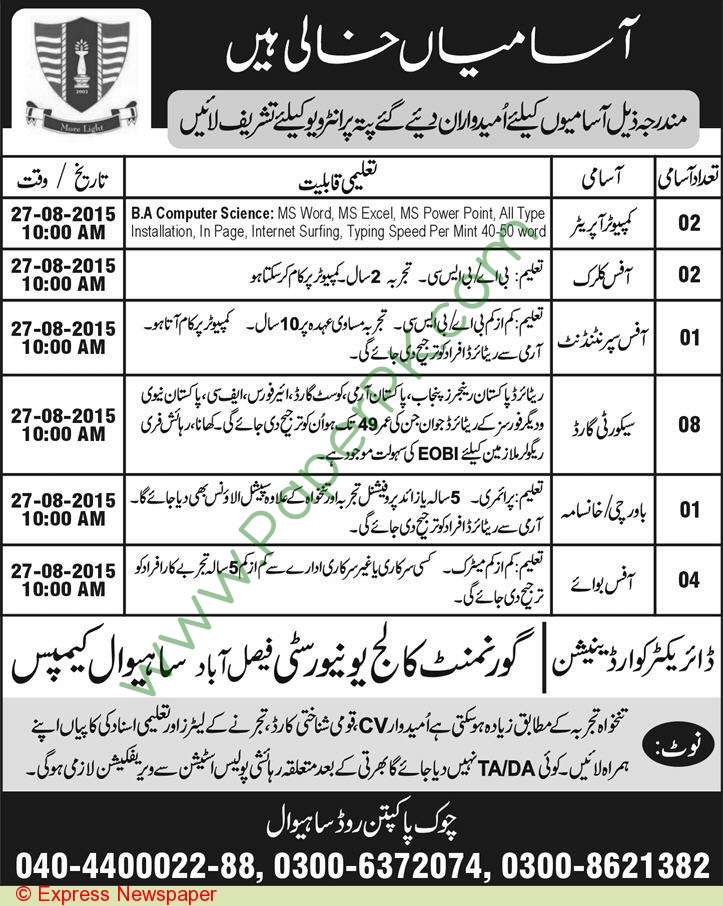 آسامیاں خالی ہیں
2002
More Light
مندرجہ ذیل آسامیوں کیلئے اُمیدواران دیئے گئے پتہ پر انٹرویو کیلئے تشریف لائیں
تعداد آسامی آسامی تعلیمی قابلیت تاریخ / وقت
02 کمپیوٹر آپریٹر
B.A Computer Science: MS Word, MS Excel, MS Power Point, All Type
Installation, In Page, Internet Surfing, Typing Speed Per Mint 40-50 word
27-08-2015
10:00 AM
02 آفس کلرک
تعلیم: بی اے/بی ایس سی۔ تجربہ 2 سال۔ کمپیوٹر پر کام کر سکتا ہو
27-08-2015
10:00 AM
01 آفس سپرنٹنڈنٹ
تعلیم: کم از کم بی اے/بی ایس سی۔ تجربہ مساوی عہدہ پر 10 سال۔ کمپیوٹر پر کام آتا ہو۔
آرمی سے ریٹائرڈ افراد کو ترجیح دی جائے گی۔
27-08-2015
10:00 AM
08 سیکورٹی گارڈ
ریٹائرڈ پاکستان رینجرز پنجاب، پاکستان آرمی، کوسٹ گارڈ، ائیر فورس، ایف سی، پاکستان نیوی
ودیگر فورسز کے ریٹائرڈ جوان جن کی عمر 49 تک ہو اُن کو ترجیح دی جائے گی۔ کھانا، رہائش فری
ریگولر ملازمین کیلئے EOBI کی سہولت موجود ہے۔
27-08-2015
10:00 AM
01 باورچی/خانسامہ
تعلیم: پرائمری۔ 5 سالہ یا زائد پروفیشنل تجربہ اور تنخواہ کے علاوہ سپیشل الاؤنس بھی دیا جائے گا۔
آرمی سے ریٹائرڈ افراد کو ترجیح دی جائے گی۔
27-08-2015
10:00 AM
04 آفس بوائے
تعلیم: کم از کم میٹرک۔ کسی سرکاری یا غیر سرکاری ادارے سے کم از کم 5 سالہ تجربے کار افراد کو
ترجیح دی جائے گی۔
27-08-2015
10:00 AM
www.PaperPK.com
ڈائریکٹر کوارڈینیشن | گورنمنٹ کالج یونیورسٹی فیصل آباد ساہیوال کیمپس
نوٹ:
تنخواہ تجربہ کے مطابق زیادہ ہو سکتی ہے اُمیدوار CV، قومی شناختی کارڈ، تجربے کے لیٹرز اور تعلیمی اسناد کی کاپیاں اپنے
ہمراہ لائیں۔ کوئی TA/DA نہیں دیا جائے گا بھرتی کے بعد متعلقہ رہائشی پولیس اسٹیشن سے ویریفکیشن لازمی ہوگی۔
چوک پاکپتن روڈ ساہیوال
040-4400022-88, 0300-6372074, 0300-8621382
© Express Newspaper